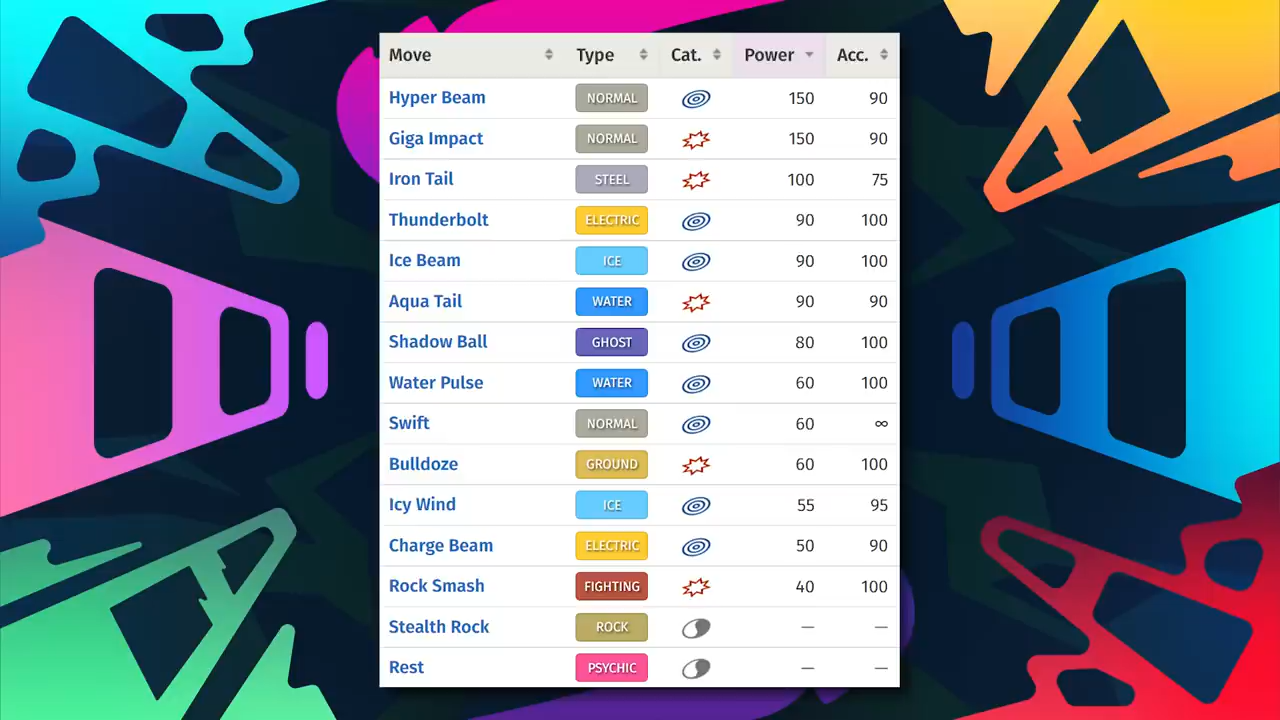 Move Type Cat. Power Acc.
Hyper Beam NORMAL 150 90
Giga Impact NORMAL 150 90
Iron Tail STEEL 100 75
Thunderbolt ELECTRIC 90 100
Ice Beam ICE 90 100
Aqua Tail WATER 90 90
Shadow Ball GHOST 80 100
Water Pulse WATER 60 100
Swift NORMAL 60 ∞
Bulldoze GROUND 60 100
Icy Wind ICE 55 95
Charge Beam ELECTRIC 50 90
Rock Smash FIGHTING 40 100
Stealth Rock ROCK — —
Rest PSYCHIC — —